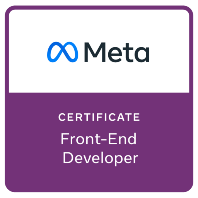 Meta
CERTIFICATE
Front-End
Developer